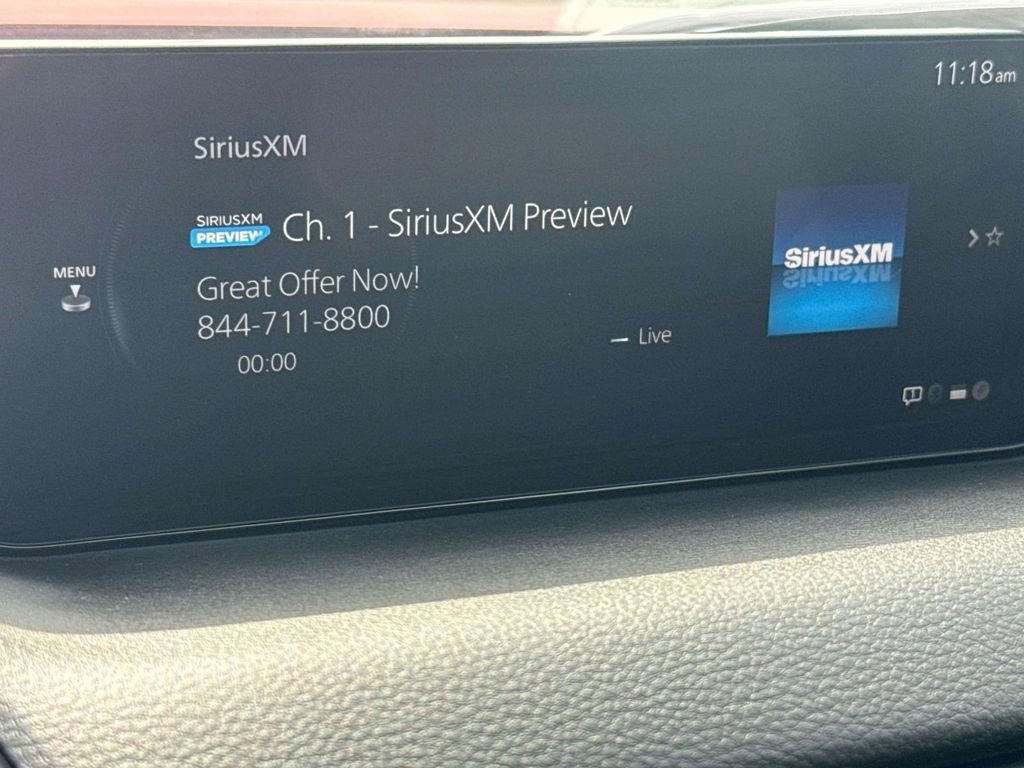 11:18am
SiriusXM
SIRIUSXM
PREVIEW
Ch. 1 - SiriusXM Preview
SiriusXM
MENU
Great Offer Now!
844-711-8800
Live
00:00